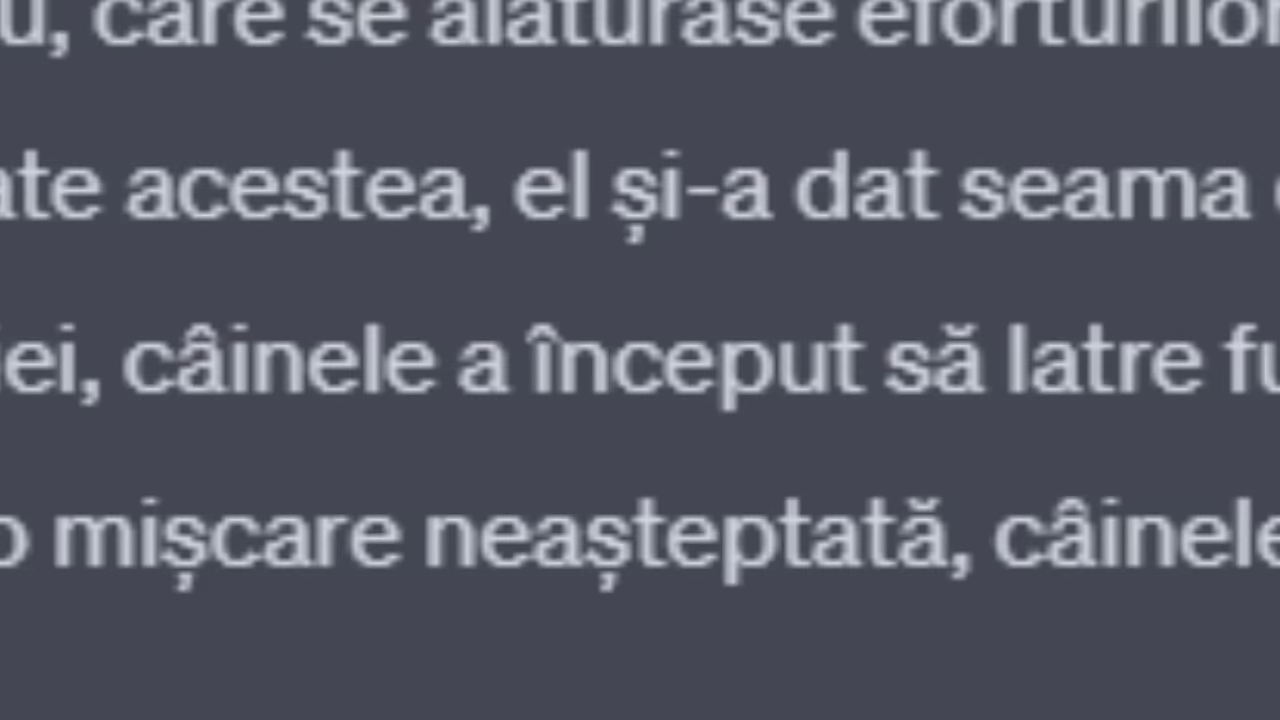 u, care se alăturase eforturilor
ate acestea, el și-a dat seama
iei, câinele a început să latre fu
o mișcare neașteptată, câinele